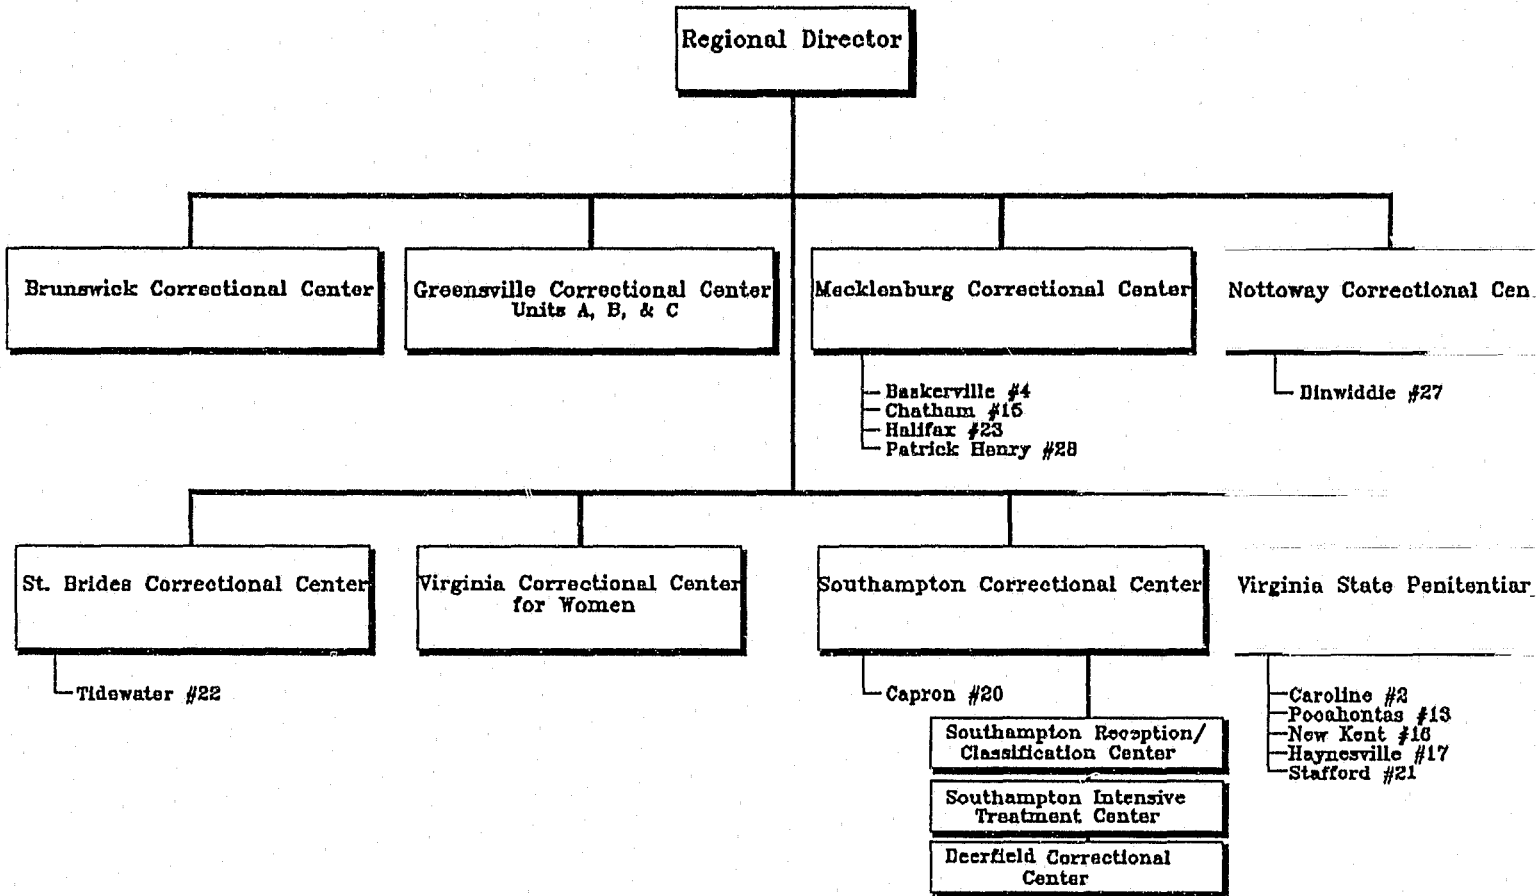 Regional Director
Brunswick Correctional Center
Greensville Correctional Center
Units A, B, & C
Mecklenburg Correctional Center
Nottoway Correctional Cen
Baskerville #4
Chatham #15
Halifax #23
Patrick Henry #28
Dinwiddie #27
St. Brides Correctional Center
Virginia Correctional Center
for Women
Southampton Correctional Center
Virginia State Penitentiar
Tidewater #22
Capron #20
Caroline #2
Pocahontas #13
New Kent #16
Haynesville #17
Stafford #21
Southampton Reception/
Classification Center
Southampton Intensive
Treatment Center
Deerfield Correctional
Center